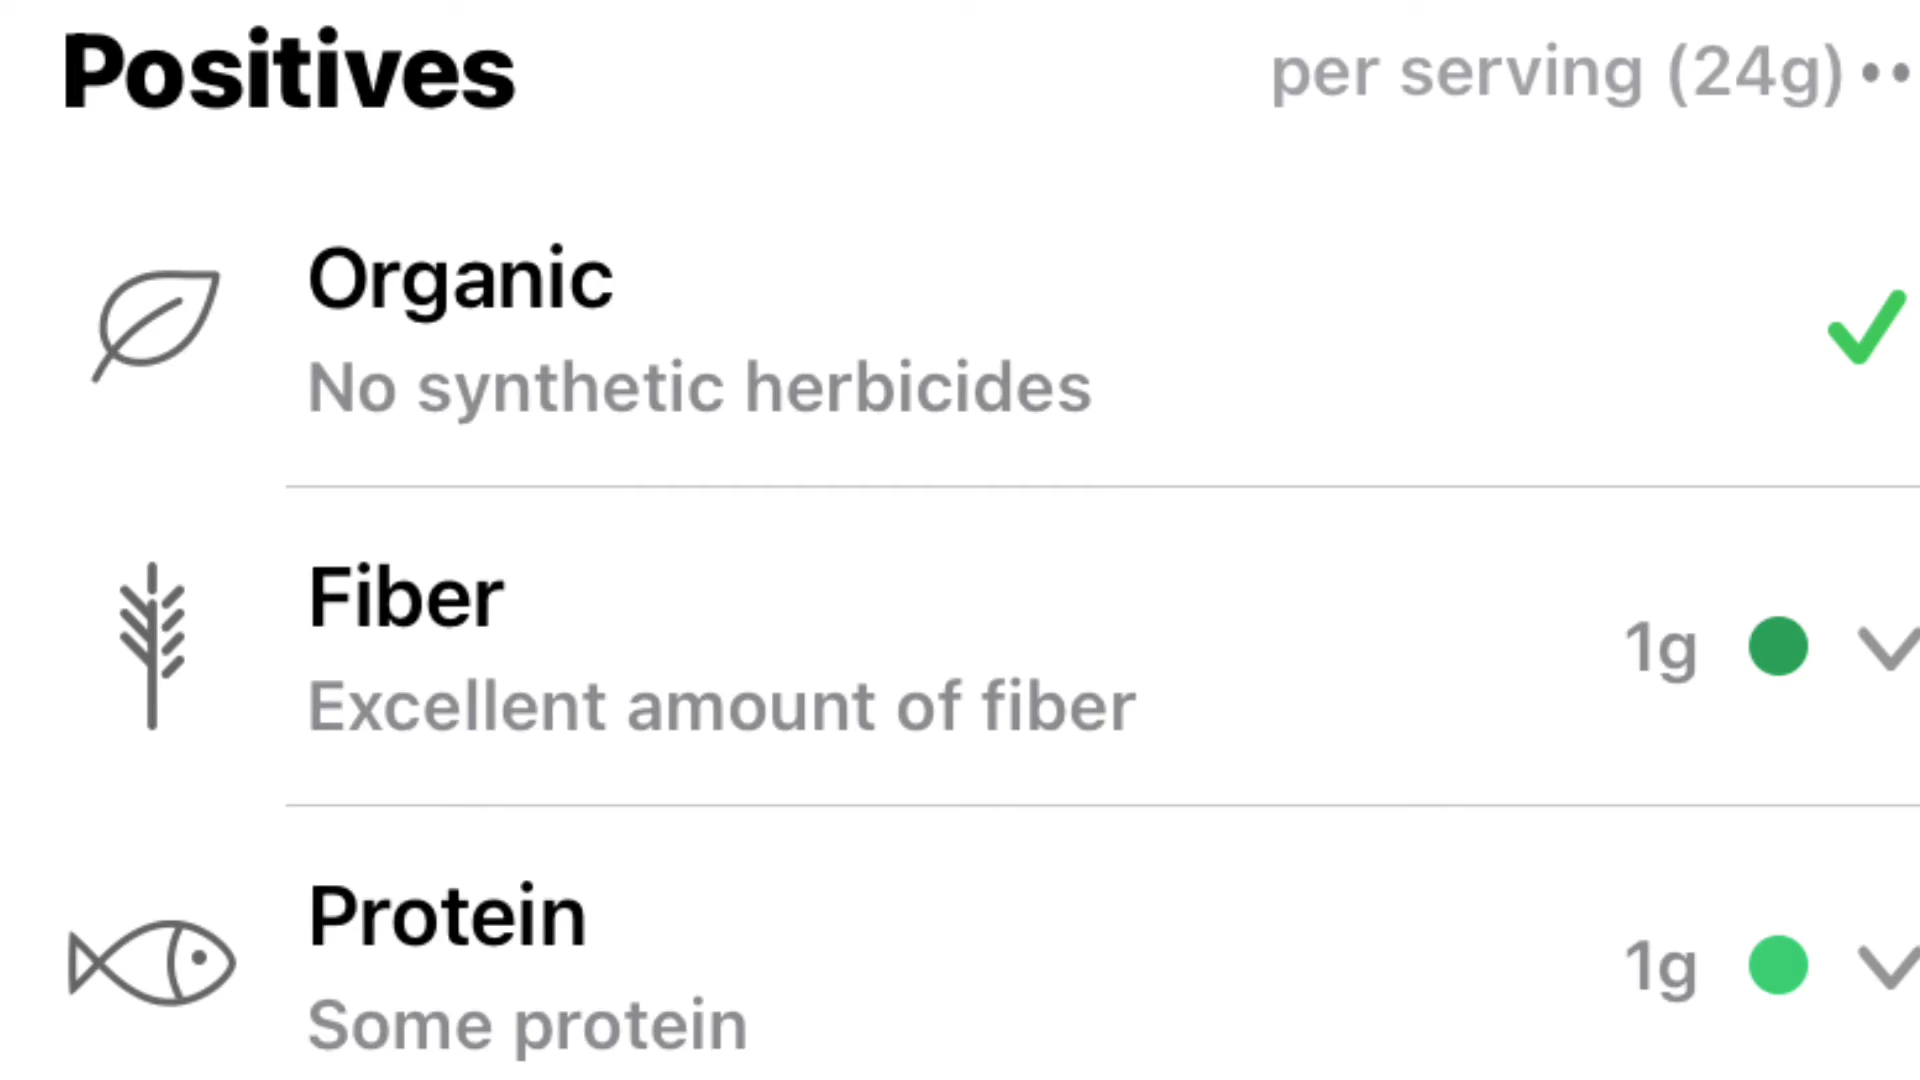 Positives
per serving (24g)
Organic
No synthetic herbicides
Fiber
1g
Excellent amount of fiber
Protein
1g
Some protein